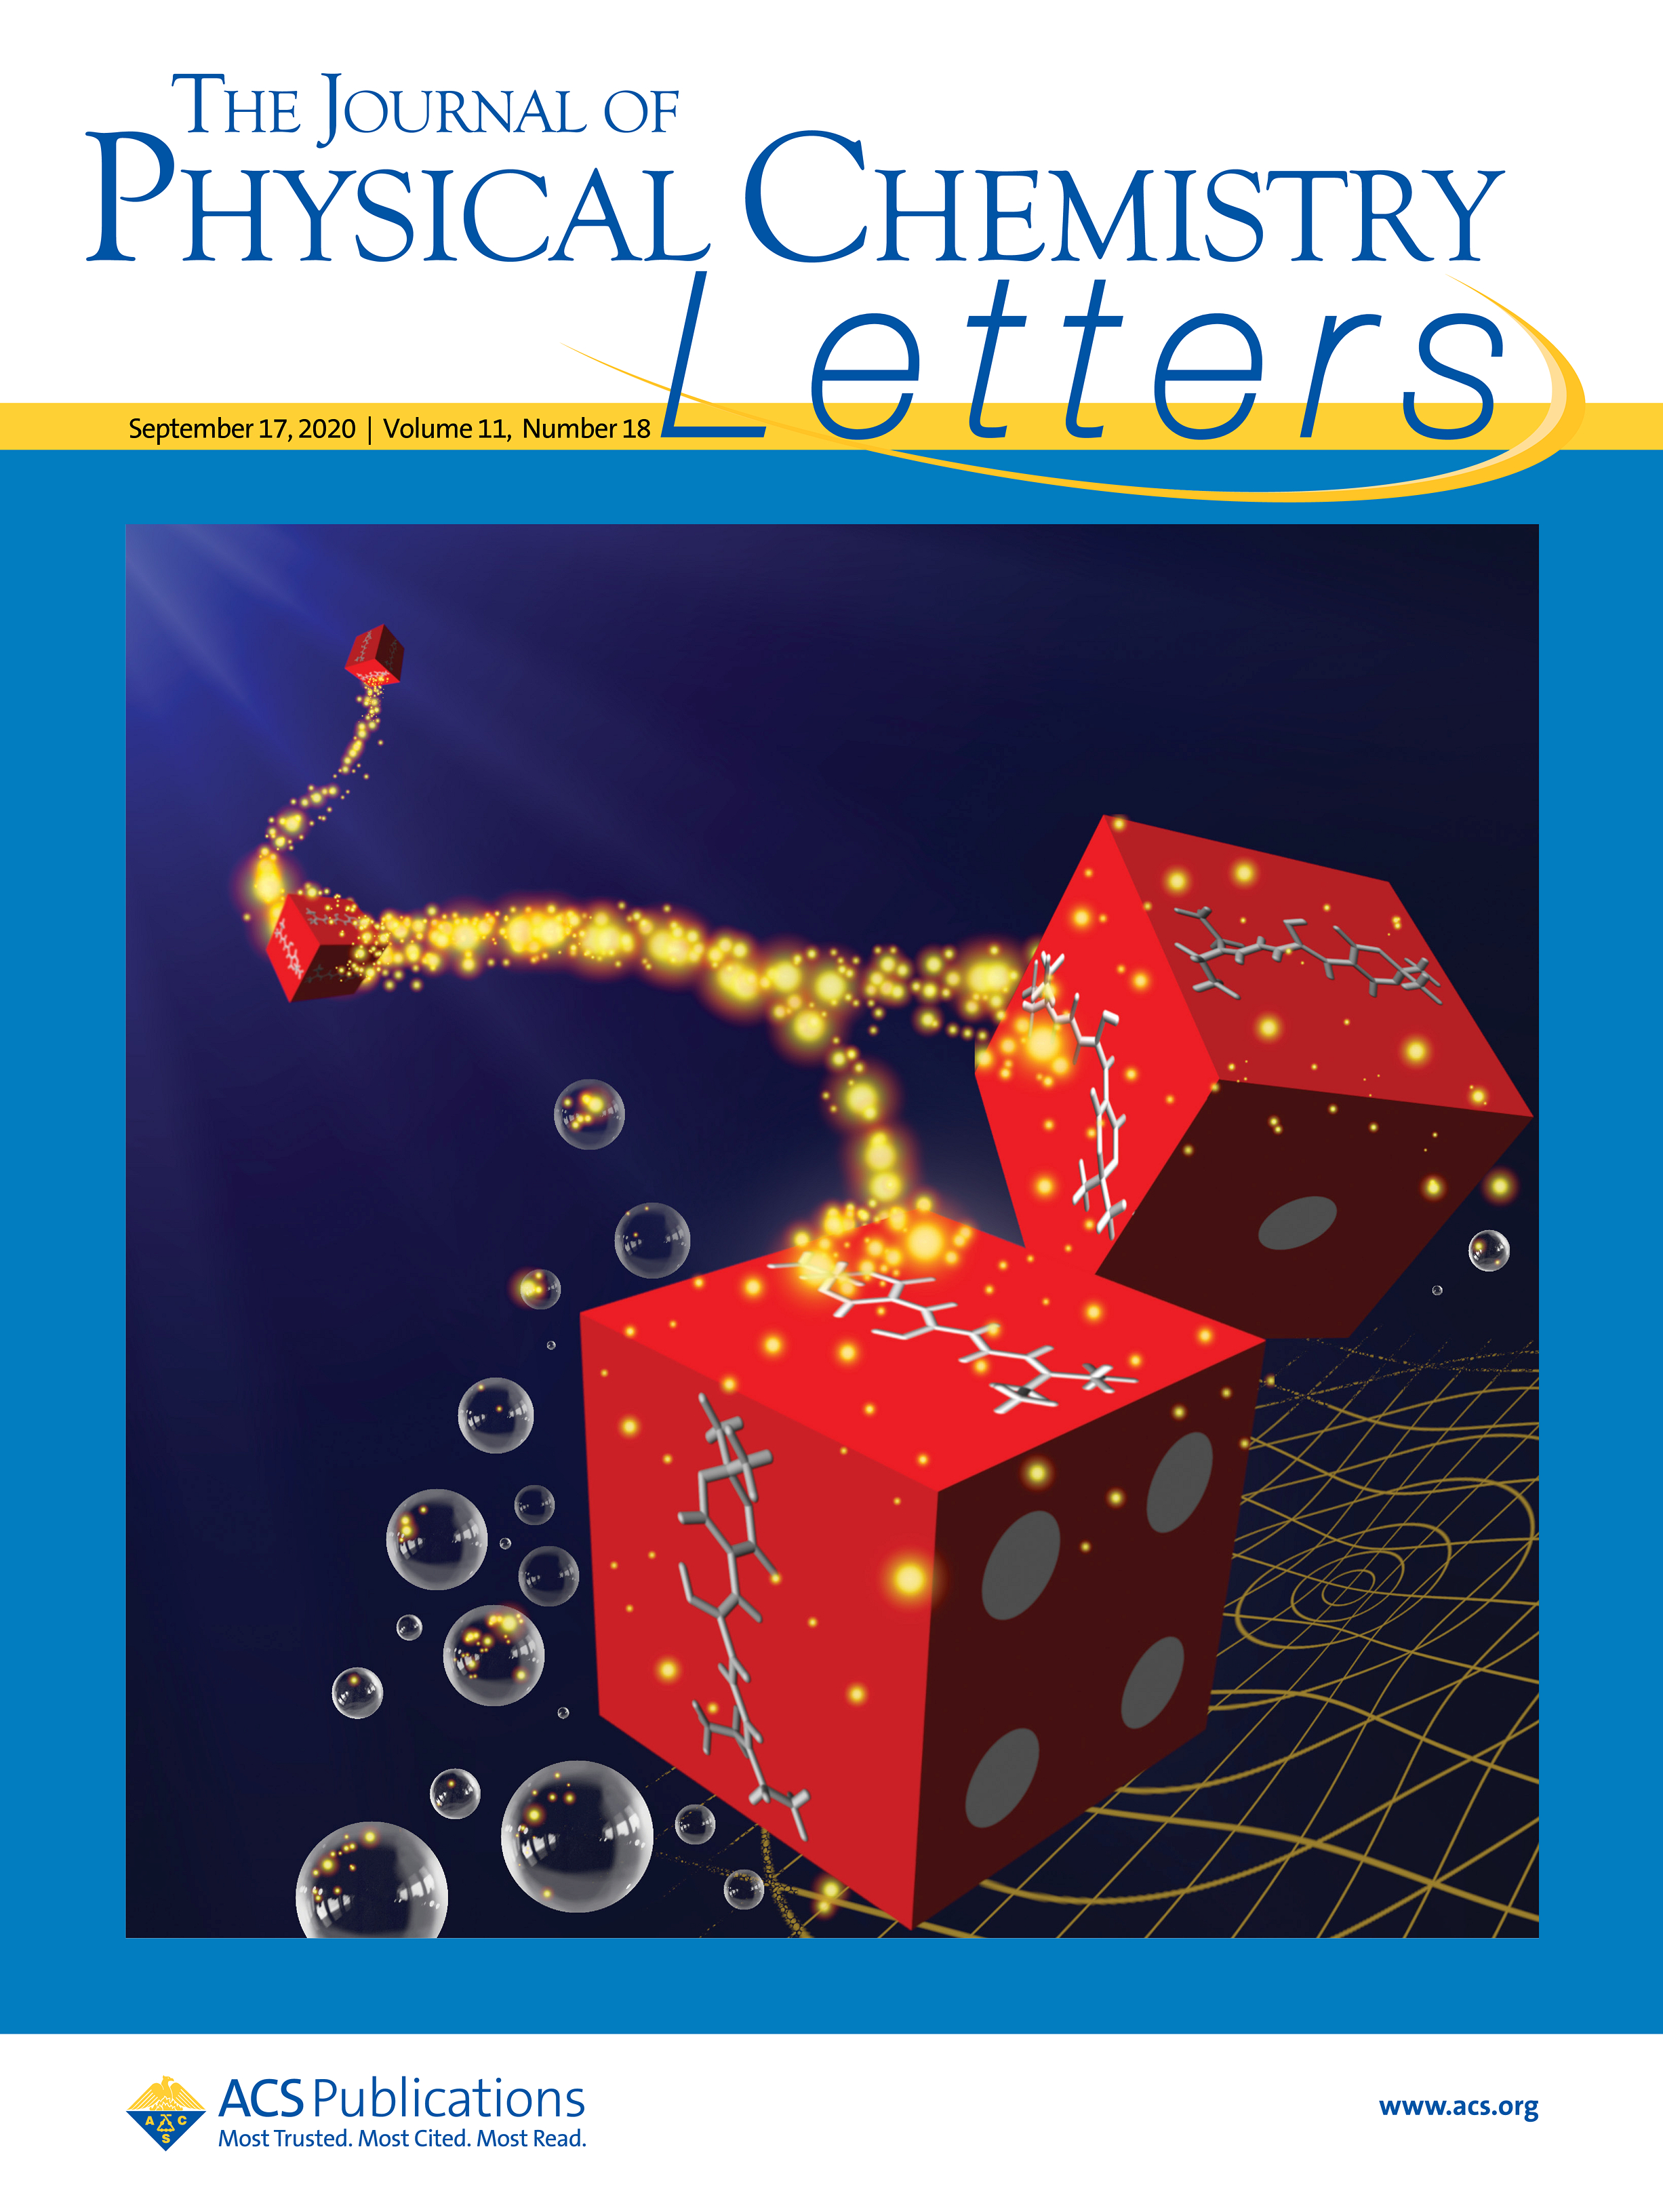 THE JOURNAL OF
PHYSICAL CHEMISTRY
Letters
September 17, 2020 | Volume 11, Number 18
ACS Publications
Most Trusted. Most Cited. Most Read.
A C
S
www.acs.org